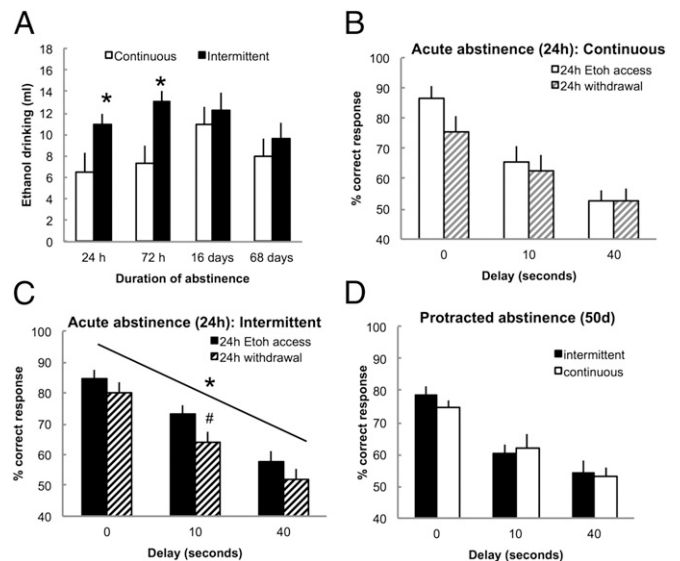 A
Continuous Intermittent
Ethanol drinking (ml)
18
16
14
12
10
8
6
4
2
0
* *
24 h 72 h 16 days 68 days
Duration of abstinence
B
Acute abstinence (24h): Continuous
24h Etoh access
24h withdrawal
% correct response
100
90
80
70
60
50
40
0 10 40
Delay (seconds)
C
Acute abstinence (24h): Intermittent
24h Etoh access
24h withdrawal
% correct response
100
90
80
70
60
50
40
*
#
0 10 40
Delay (seconds)
D
Protracted abstinence (50d)
intermittent
continuous
% correct response
100
90
80
70
60
50
40
0 10 40
Delay (seconds)